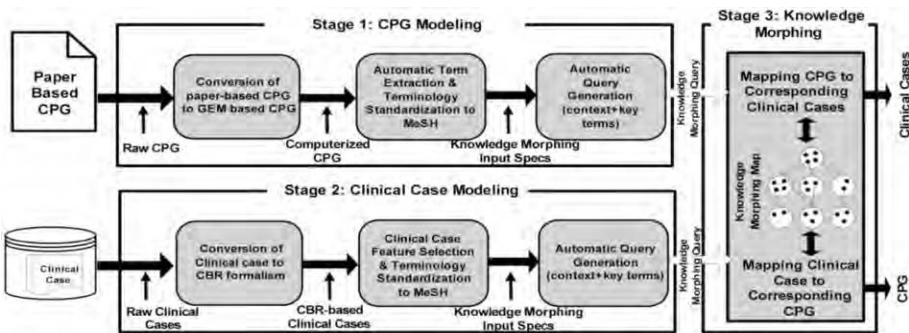 Stage 1: CPG Modeling
Stage 3: Knowledge
Morphing
Paper
Based
CPG
Raw CPG
Conversion of
paper-based CPG
to GEM based CPG
Computerized
CPG
Automatic Term
Extraction &
Terminology
Standardization to
MeSH
Knowledge Morphing
Input Specs
Automatic
Query
Generation
(context+key
terms)
Knowledge
Morphing Query
Mapping CPG to
Corresponding
Clinical Cases
Clinical Cases
Knowledge
Morphing Map
Stage 2: Clinical Case Modeling
Clinical
Case
Raw Clinical
Cases
Conversion of
Clinical case to
CBR formalism
CBR-based
Clinical Cases
Clinical Case
Feature Selection
& Terminology
Standardization
to MeSH
Knowledge Morphing
Input Specs
Automatic Query
Generation
(context+key terms)
Knowledge
Morphing Query
Mapping Clinical
Case to
Corresponding
CPG
CPG